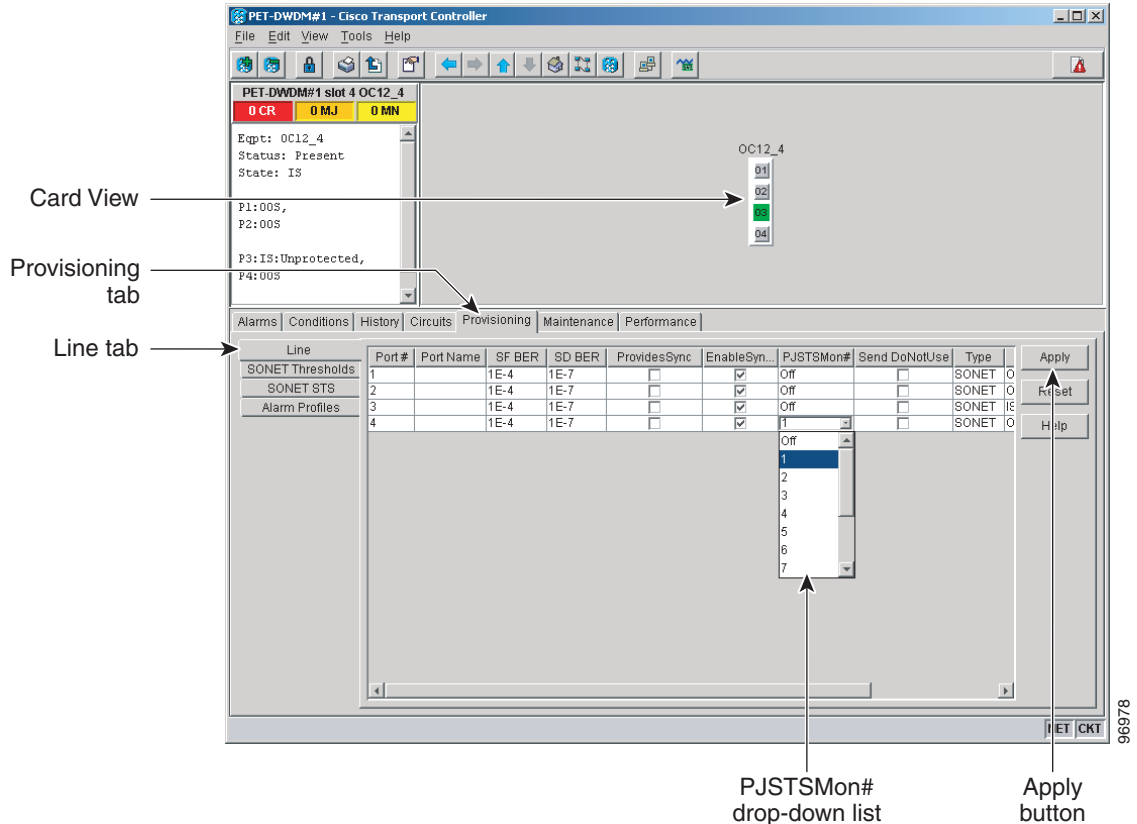 PET-DWDM#1 - Cisco Transport Controller
File Edit View Tools Help
PET-DWDM#1 slot 4 OC12_4
0 CR 0 MJ 0 MN
Eqpt: OC12_4
Status: Present
State: IS
P1:OOS,
P2:OOS
P3:IS:Unprotected,
P4:OOS
OC12_4
01
02
03
04
Card View
Provisioning
tab
Line tab
Alarms Conditions History Circuits Provisioning Maintenance Performance
Line
SONET Thresholds
SONET STS
Alarm Profiles
Port # Port Name SF BER SD BER ProvidesSync EnableSyn... PJSTSMon# Send DoNotUse Type
1 1E-4 1E-7 Off SONET O
2 1E-4 1E-7 Off SONET O
3 1E-4 1E-7 Off SONET IS
4 1E-4 1E-7 1 SONET O
Off
1
2
3
4
5
6
7
Apply
Reset
Help
NET CKT
96978
PJSTSMon#
drop-down list
Apply
button